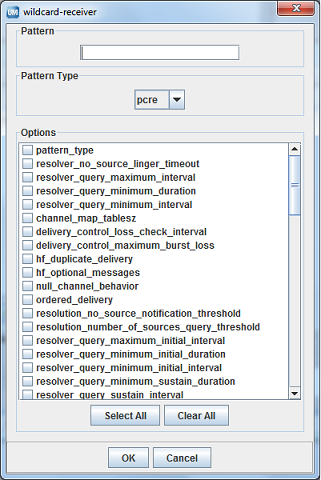 UM wildcard-receiver
Pattern
Pattern Type
pcre
Options
pattern_type
resolver_no_source_linger_timeout
resolver_query_maximum_interval
resolver_query_minimum_duration
resolver_query_minimum_interval
channel_map_tablesz
delivery_control_loss_check_interval
delivery_control_maximum_burst_loss
hf_duplicate_delivery
hf_optional_messages
null_channel_behavior
ordered_delivery
resolution_no_source_notification_threshold
resolution_number_of_sources_query_threshold
resolver_query_maximum_initial_interval
resolver_query_minimum_initial_duration
resolver_query_minimum_initial_interval
resolver_query_minimum_sustain_duration
resolver_query_sustain_interval
Select All Clear All
OK Cancel